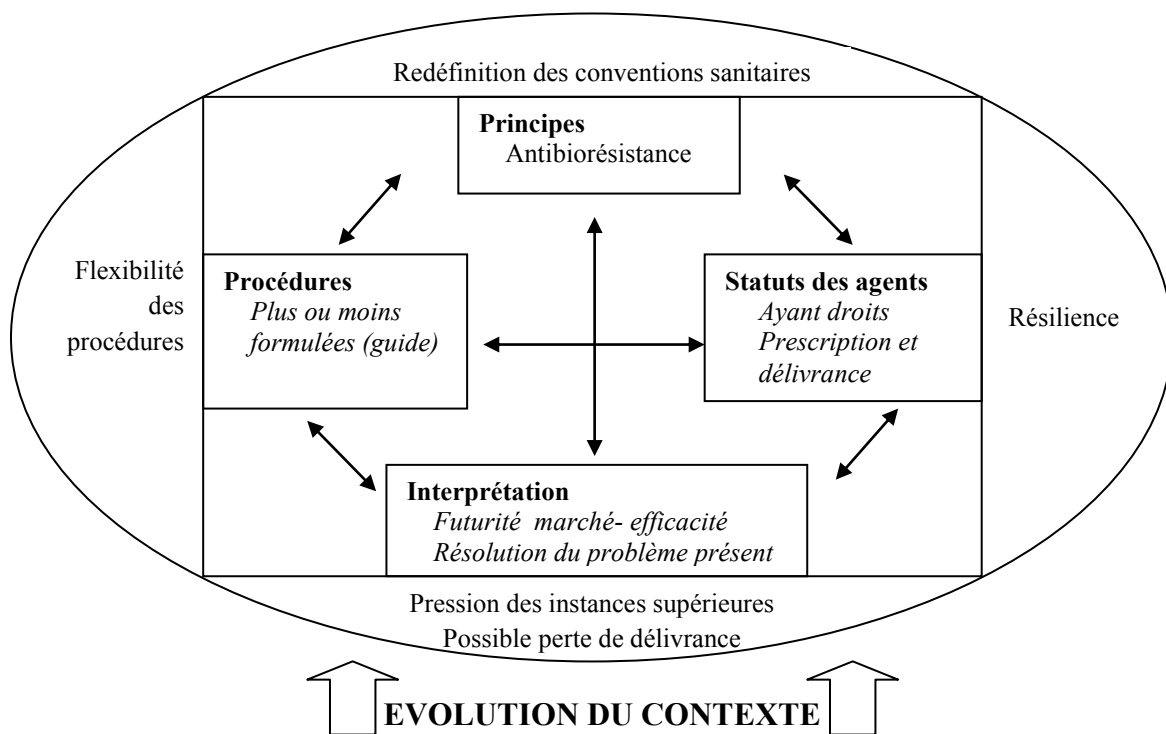 Redéfinition des conventions sanitaires
Principes
Antibiorésistance
Flexibilité
des
procédures
Procédures
Plus ou moins
formulées (guide)
Statuts des agents
Ayant droits
Prescription et
délivrance
Résilience
Interprétation
Futurité marché- efficacité
Résolution du problème présent
Pression des instances supérieures
Possible perte de délivrance
EVOLUTION DU CONTEXTE